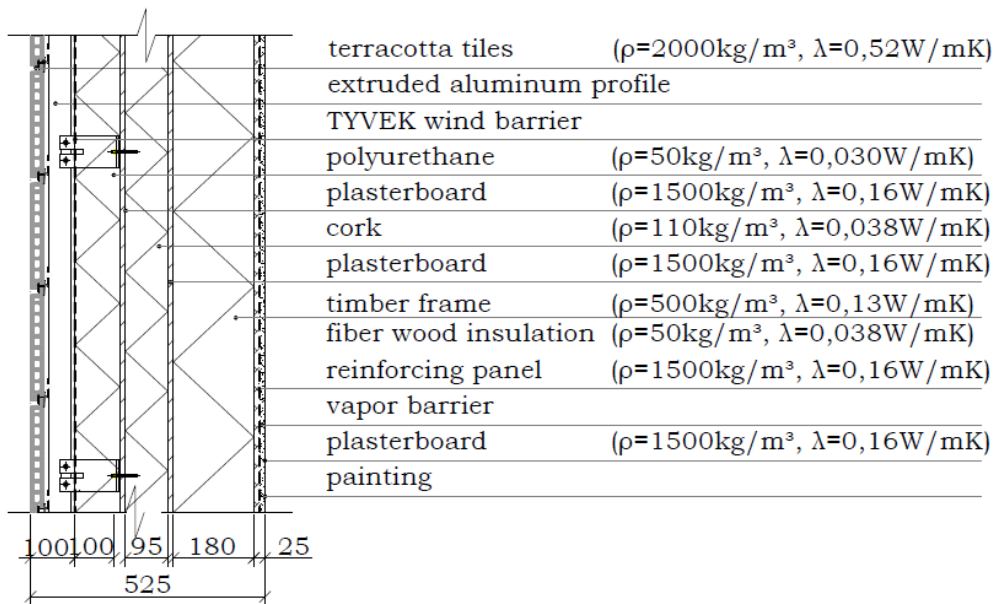 terracotta tiles (ρ=2000kg/m³, λ=0,52W/mK)
extruded aluminum profile
TYVEK wind barrier
polyurethane (ρ=50kg/m³, λ=0,030W/mK)
plasterboard (ρ=1500kg/m³, λ=0,16W/mK)
cork (ρ=110kg/m³, λ=0,038W/mK)
plasterboard (ρ=1500kg/m³, λ=0,16W/mK)
timber frame (ρ=500kg/m³, λ=0,13W/mK)
fiber wood insulation (ρ=50kg/m³, λ=0,038W/mK)
reinforcing panel (ρ=1500kg/m³, λ=0,16W/mK)
vapor barrier
plasterboard (ρ=1500kg/m³, λ=0,16W/mK)
painting
100 100 95 180 25
525